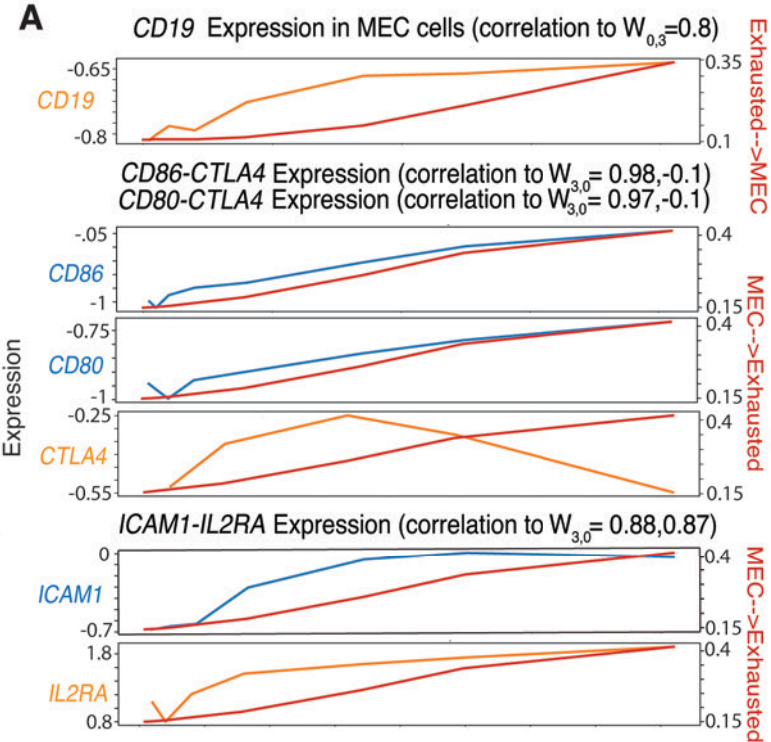 A
CD19 Expression in MEC cells (correlation to W0,3=0.8)
-0.65
CD19
-0.8
0.35
0.1
Exhausted-->MEC
CD86-CTLA4 Expression (correlation to W3,0= 0.98,-0.1)
CD80-CTLA4 Expression (correlation to W3,0= 0.97,-0.1)
Expression
-.05
CD86
-1
0.4
0.15
-0.75
CD80
-1
0.4
0.15
MEC-->Exhausted
-0.25
CTLA4
-0.55
0.4
0.15
ICAM1-IL2RA Expression (correlation to W3,0= 0.88,0.87)
0
ICAM1
-0.7
0.4
0.15
MEC-->Exhausted
1.8
IL2RA
0.8
0.4
0.15